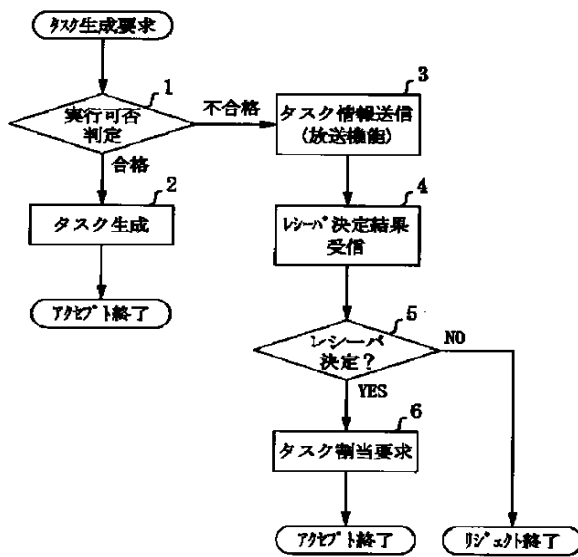 タスク生成要求
1
実行可否
判定
不合格
合格
2
タスク生成
アクセプト終了
3
タスク情報送信
(放送機能)
4
レシーバ決定結果
受信
5
レシーバ
決定?
NO
YES
6
タスク割当要求
アクセプト終了
リジェクト終了